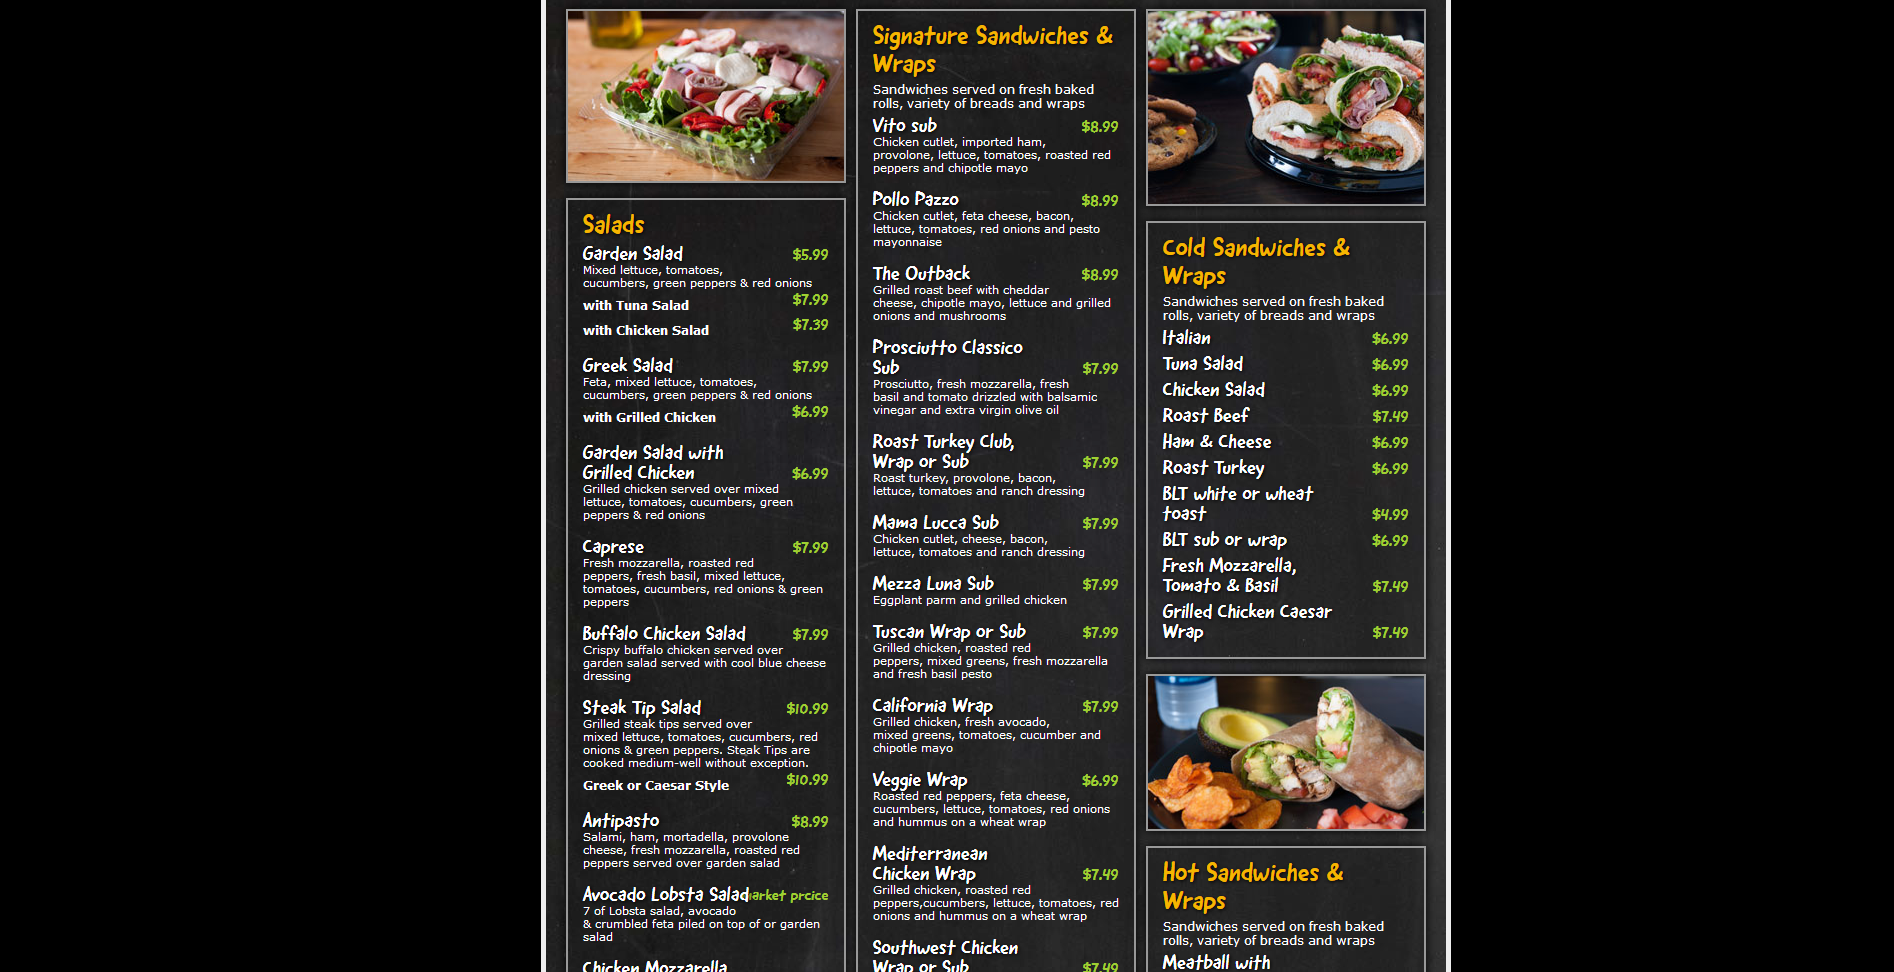 Salads
Garden Salad $5.99
Mixed lettuce, tomatoes,
cucumbers, green peppers & red onions
with Tuna Salad $7.99
with Chicken Salad $7.39
Greek Salad $7.99
Feta, mixed lettuce, tomatoes,
cucumbers, green peppers & red onions
with Grilled Chicken $6.99
Garden Salad with
Grilled Chicken $6.99
Grilled chicken served over mixed
lettuce, tomatoes, cucumbers, green
peppers & red onions
Caprese $7.99
Fresh mozzarella, roasted red
peppers, fresh basil, mixed lettuce,
tomatoes, cucumbers, red onions & green
peppers
Buffalo Chicken Salad $7.99
Crispy buffalo chicken served over
garden salad served with cool blue cheese
dressing
Steak Tip Salad $10.99
Grilled steak tips served over
mixed lettuce, tomatoes, cucumbers, red
onions & green peppers. Steak Tips are
cooked medium-well without exception.
Greek or Caesar Style $10.99
Antipasto $8.99
Salami, ham, mortadella, provolone
cheese, fresh mozzarella, roasted red
peppers served over garden salad
Avocado Lobsta Salad arket prcice
7 of Lobsta salad, avocado
& crumbled feta piled on top of or garden
salad
Chicken Mozzarella
Signature Sandwiches &
Wraps
Sandwiches served on fresh baked
rolls, variety of breads and wraps
Vito sub $8.99
Chicken cutlet, imported ham,
provolone, lettuce, tomatoes, roasted red
peppers and chipotle mayo
Pollo Pazzo $8.99
Chicken cutlet, feta cheese, bacon,
lettuce, tomatoes, red onions and pesto
mayonnaise
The Outback $8.99
Grilled roast beef with cheddar
cheese, chipotle mayo, lettuce and grilled
onions and mushrooms
Prosciutto Classico
Sub $7.99
Prosciutto, fresh mozzarella, fresh
basil and tomato drizzled with balsamic
vinegar and extra virgin olive oil
Roast Turkey Club,
Wrap or Sub $7.99
Roast turkey, provolone, bacon,
lettuce, tomatoes and ranch dressing
Mama Lucca Sub $7.99
Chicken cutlet, cheese, bacon,
lettuce, tomatoes and ranch dressing
Mezza Luna Sub $7.99
Eggplant parm and grilled chicken
Tuscan Wrap or Sub $7.99
Grilled chicken, roasted red
peppers, mixed greens, fresh mozzarella
and fresh basil pesto
California Wrap $7.99
Grilled chicken, fresh avocado,
mixed greens, tomatoes, cucumber and
chipotle mayo
Veggie Wrap $6.99
Roasted red peppers, feta cheese,
cucumbers, lettuce, tomatoes, red onions
and hummus on a wheat wrap
Mediterranean
Chicken Wrap $7.49
Grilled chicken, roasted red
peppers,cucumbers, lettuce, tomatoes, red
onions and hummus on a wheat wrap
Southwest Chicken
Wrap or Sub $7.49
Cold Sandwiches &
Wraps
Sandwiches served on fresh baked
rolls, variety of breads and wraps
Italian $6.99
Tuna Salad $6.99
Chicken Salad $6.99
Roast Beef $7.49
Ham & Cheese $6.99
Roast Turkey $6.99
BLT white or wheat
toast $4.99
BLT sub or wrap $6.99
Fresh Mozzarella,
Tomato & Basil $7.49
Grilled Chicken Caesar
Wrap $7.49
Hot Sandwiches &
Wraps
Sandwiches served on fresh baked
rolls, variety of breads and wraps
Meatball with